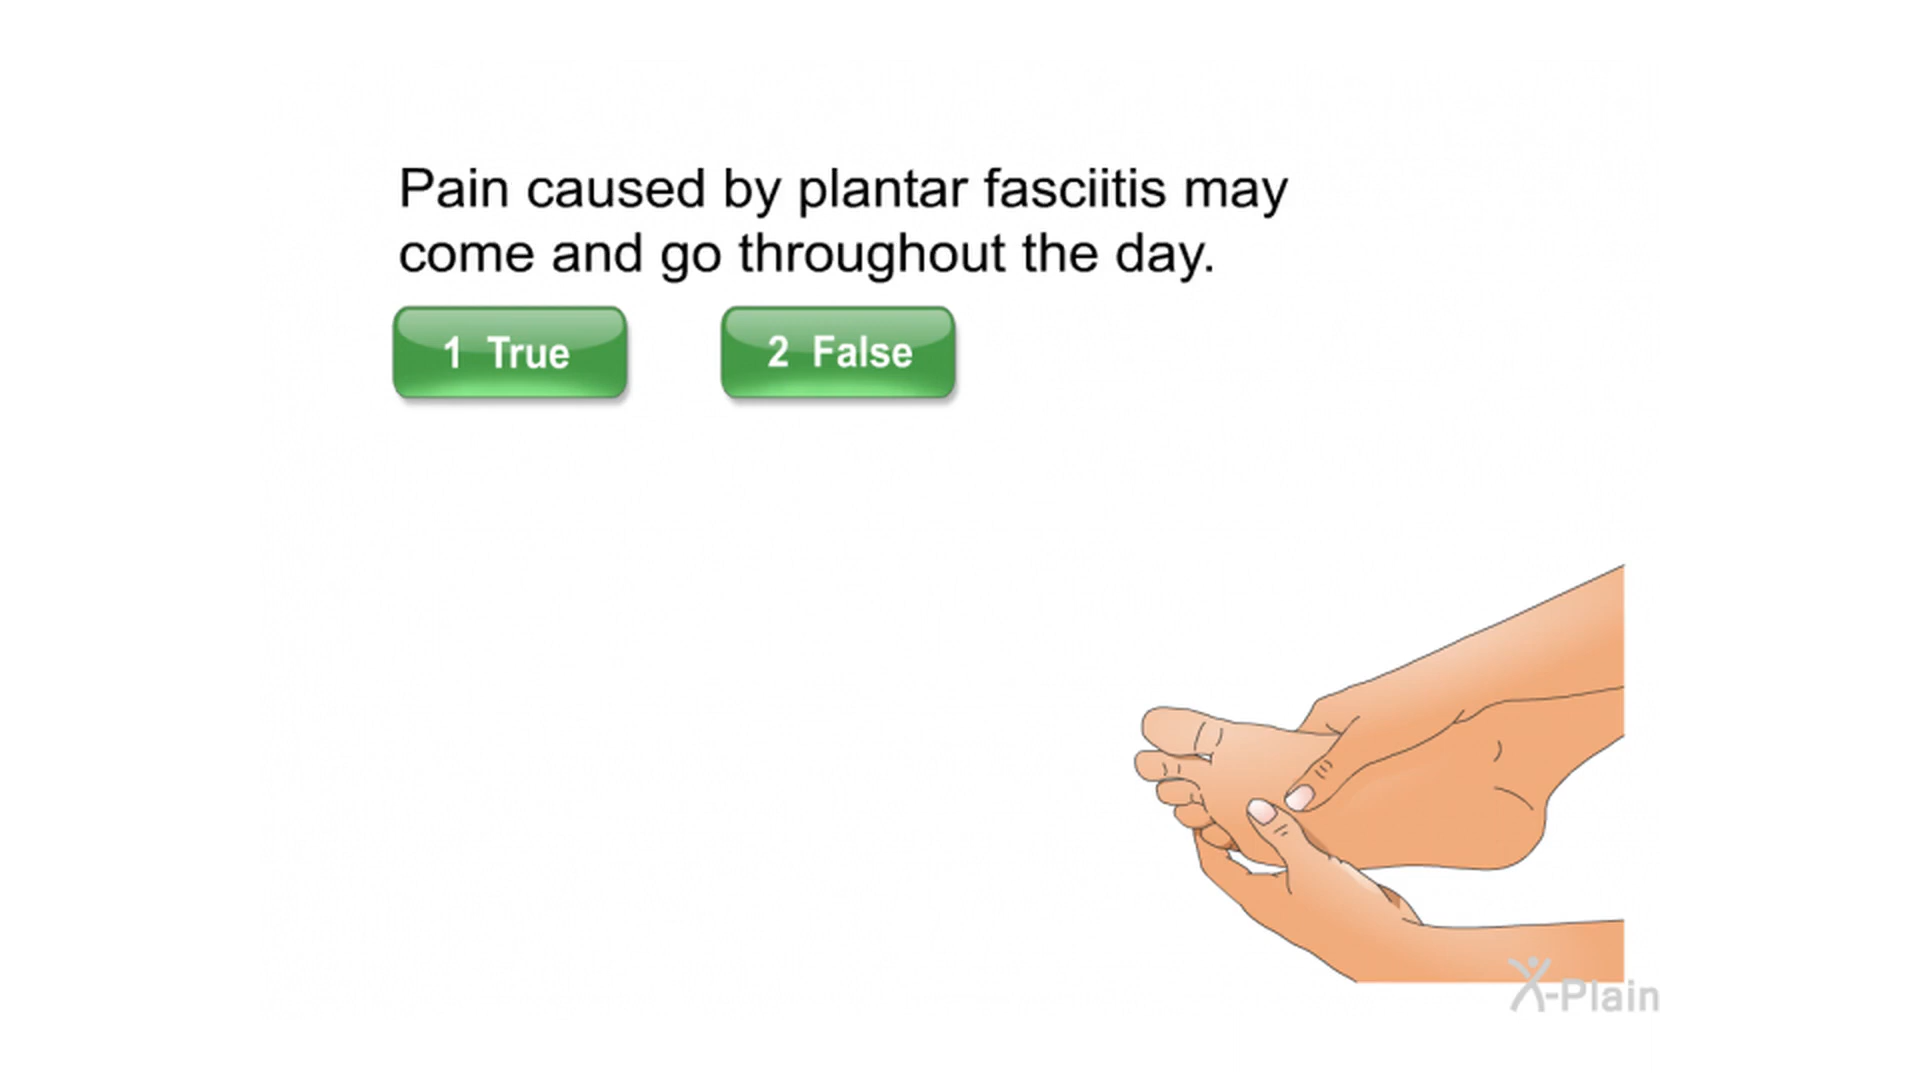 Pain caused by plantar fasciitis may
come and go throughout the day.
1 True 2 False
X-Plain